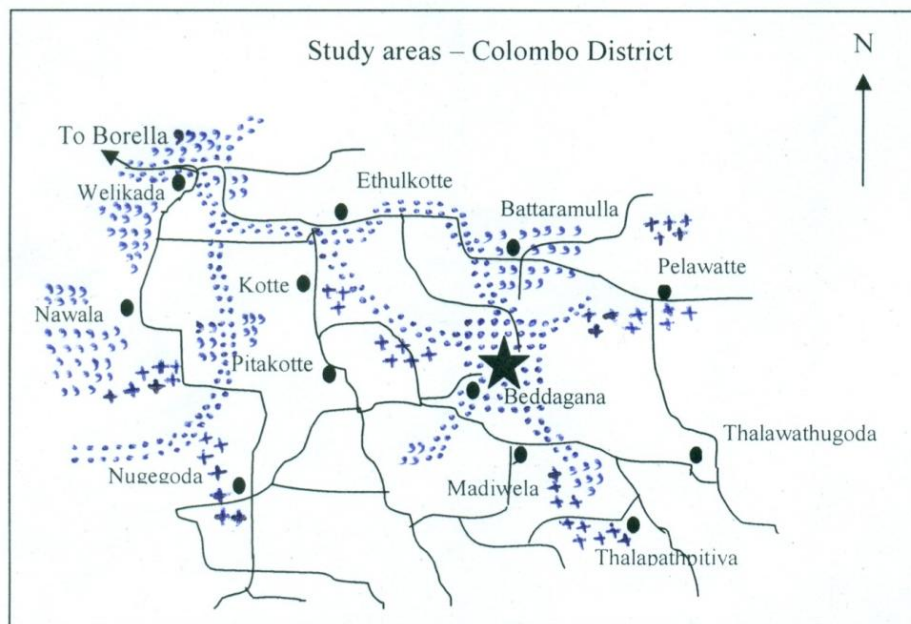 Study areas – Colombo District
N
To Borella
Welikada
Ethulkotte
Battaramulla
Pelawatte
Kotte
Nawala
Pitakotte
Beddagana
Thalawathugoda
Nugegoda
Madiwela
Thalapathpitiya